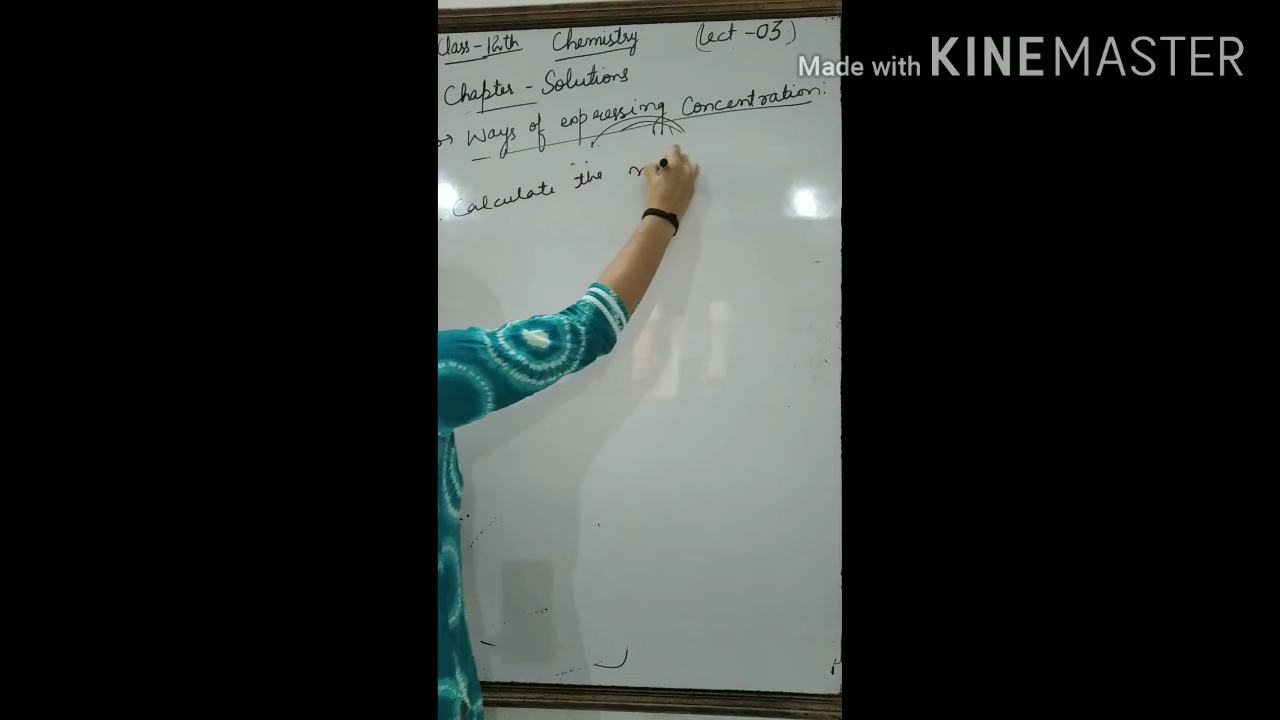 Class-12th Chemistry (Lect-03)
Made with KINEMASTER
Chapter - Solutions
→ Ways of expressing Concentration:
Calculate the